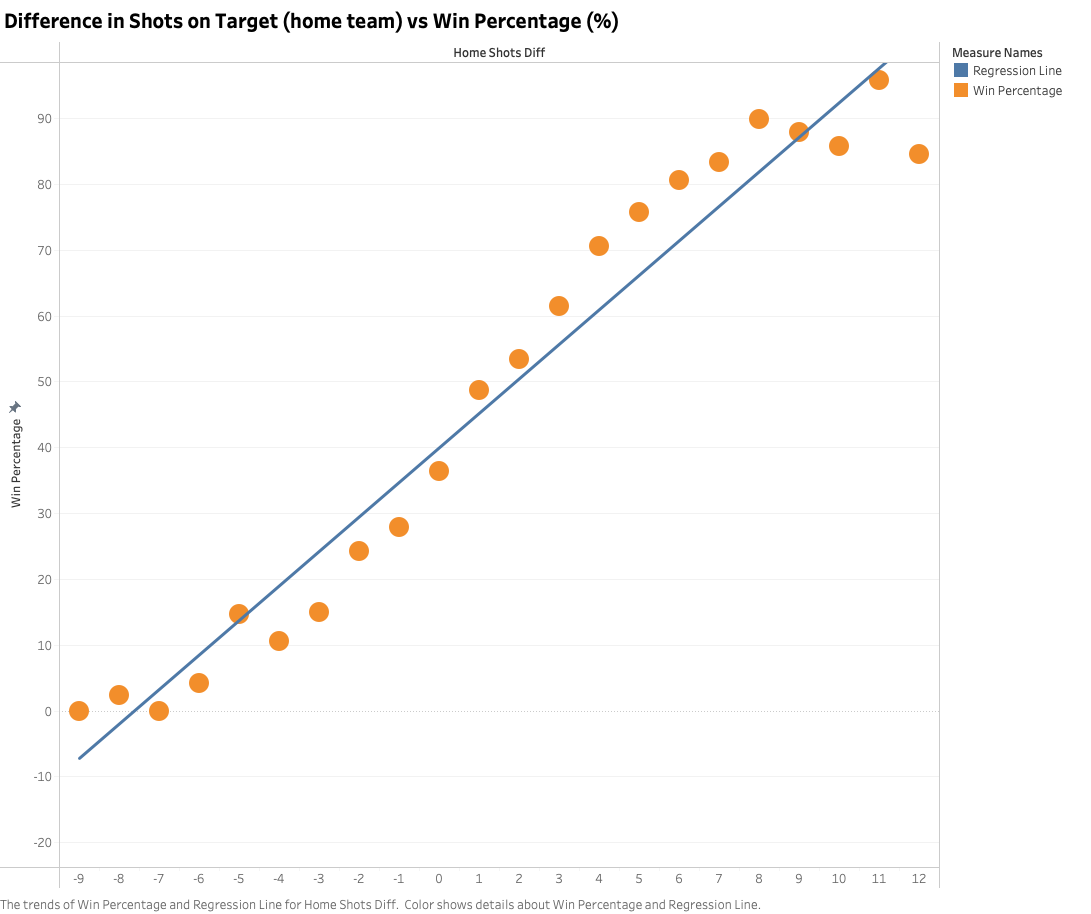 Difference in Shots on Target (home team) vs Win Percentage (%)
Home Shots Diff
Measure Names
Regression Line
Win Percentage
90
80
70
60
50
40
30
20
10
0
-10
-20
Win Percentage
-9 -8 -7 -6 -5 -4 -3 -2 -1 0 1 2 3 4 5 6 7 8 9 10 11 12
The trends of Win Percentage and Regression Line for Home Shots Diff. Color shows details about Win Percentage and Regression Line.